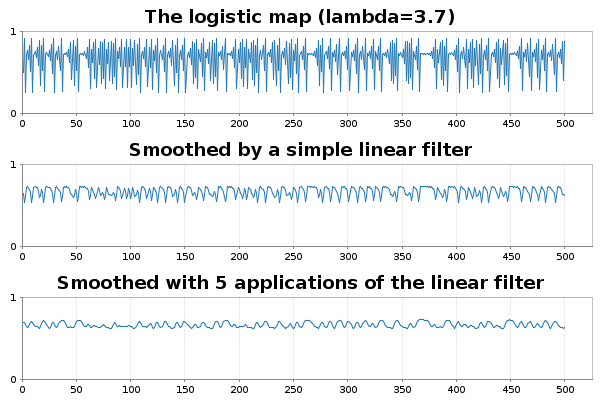 The logistic map (lambda=3.7)
1
0
0 50 100 150 200 250 300 350 400 450 500
Smoothed by a simple linear filter
1
0
0 50 100 150 200 250 300 350 400 450 500
Smoothed with 5 applications of the linear filter
1
0
0 50 100 150 200 250 300 350 400 450 500